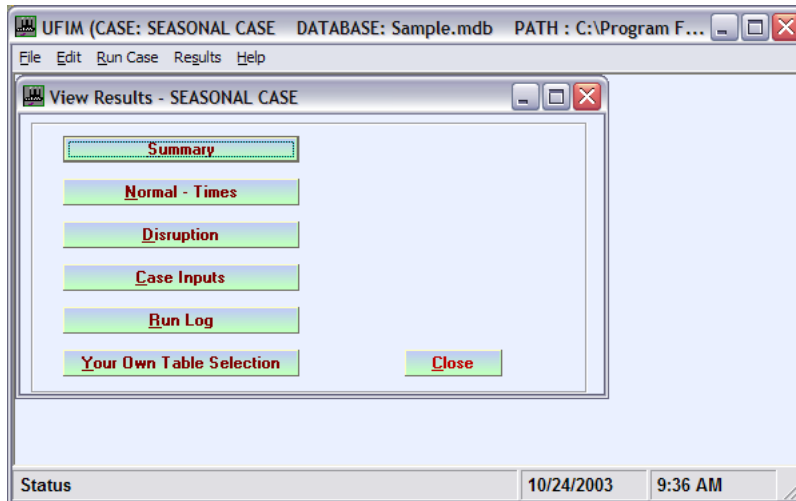 UFIM (CASE: SEASONAL CASE DATABASE: Sample.mdb PATH : C:\Program F...
File Edit Run Case Results Help
View Results - SEASONAL CASE
Summary
Normal - Times
Disruption
Case Inputs
Run Log
Your Own Table Selection Close
Status 10/24/2003 9:36 AM